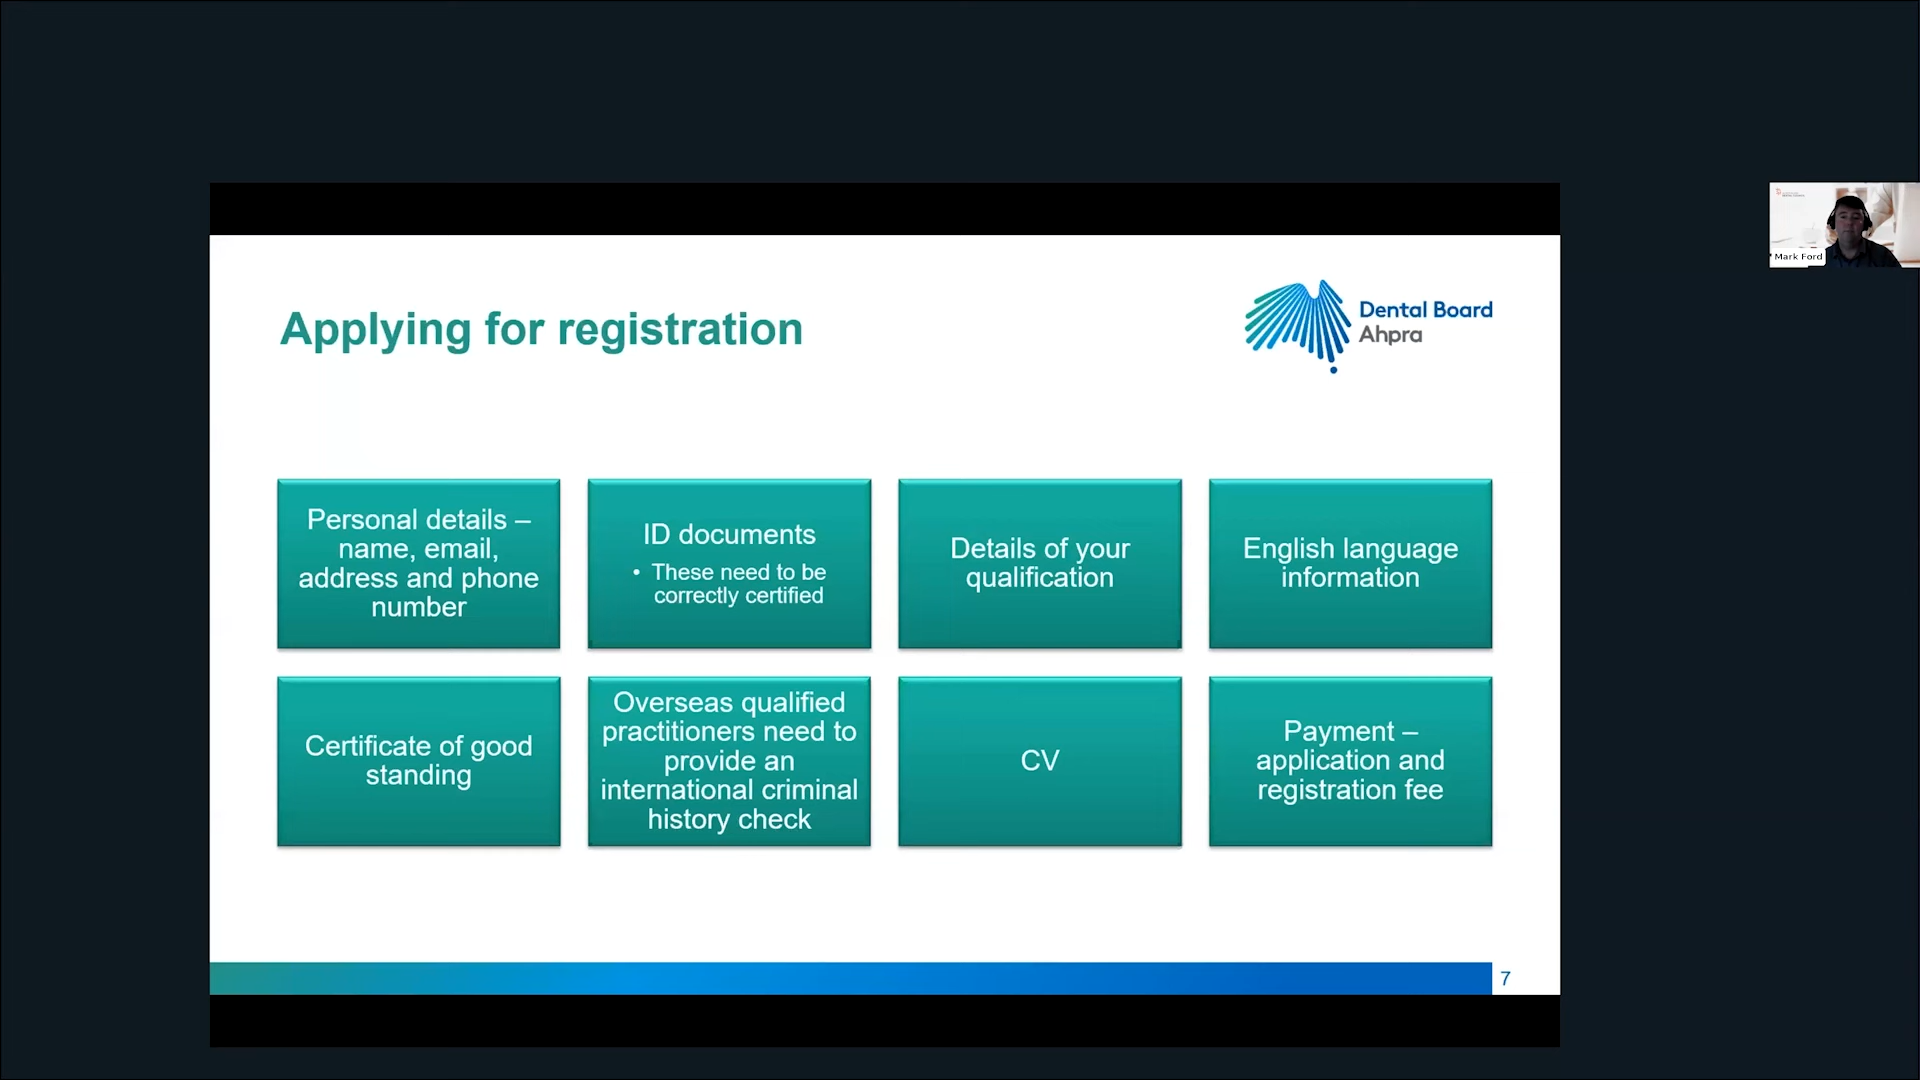 Applying for registration
Dental Board
Ahpra
Personal details –
name, email,
address and phone
number
ID documents
• These need to be
correctly certified
Details of your
qualification
English language
information
Certificate of good
standing
Overseas qualified
practitioners need to
provide an
international criminal
history check
CV
Payment –
application and
registration fee
7
Mark Ford